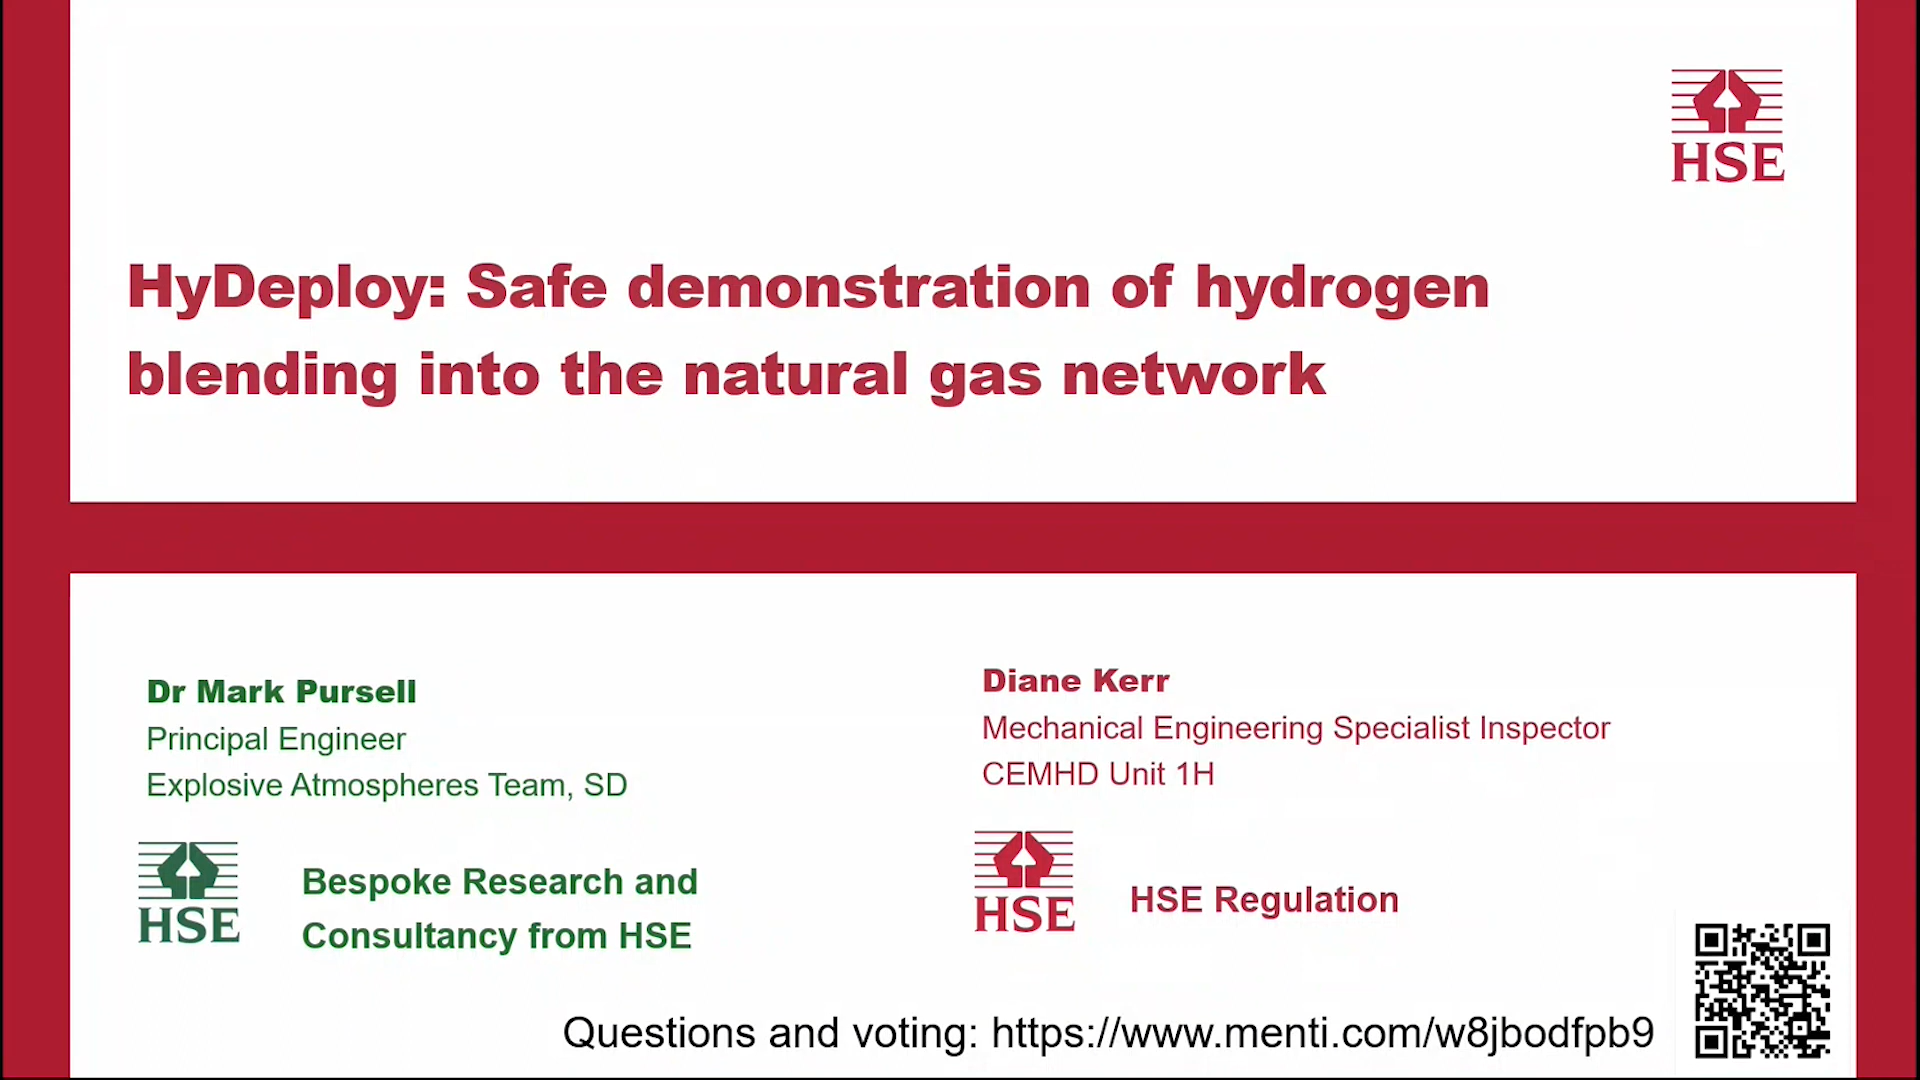 HSE
HyDeploy: Safe demonstration of hydrogen
blending into the natural gas network
Dr Mark Pursell
Principal Engineer
Explosive Atmospheres Team, SD
HSE
Bespoke Research and
Consultancy from HSE
Diane Kerr
Mechanical Engineering Specialist Inspector
CEMHD Unit 1H
HSE
HSE Regulation
Questions and voting: https://www.menti.com/w8jbodfpb9